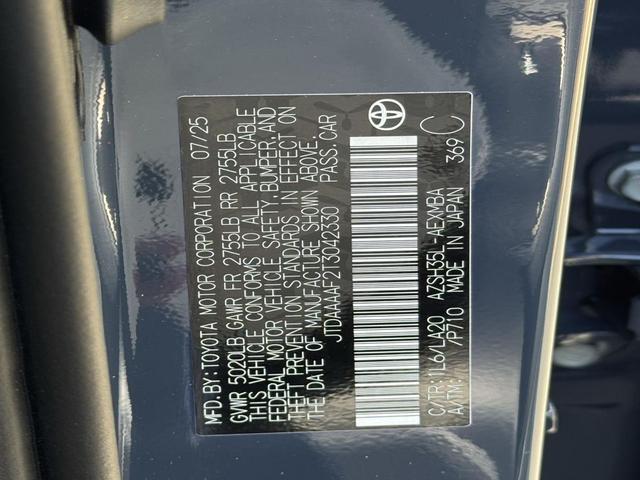 MFD. BY: TOYOTA MOTOR CORPORATION 07/25
GVWR 5020LB GAWR FR 2755LB RR 2755LB
THIS VEHICLE CONFORMS TO ALL APPLICABLE
FEDERAL MOTOR VEHICLE SAFETY, BUMPER, AND
THEFT PREVENTION STANDARDS IN EFFECT ON
THE DATE OF MANUFACTURE SHOWN ABOVE.
JTDAAAAF2T3042330 PASS. CAR
C/TR: 1L6/LA20 AZSH35L-AEXMBA 369 C
A/TM: /P710 MADE IN JAPAN